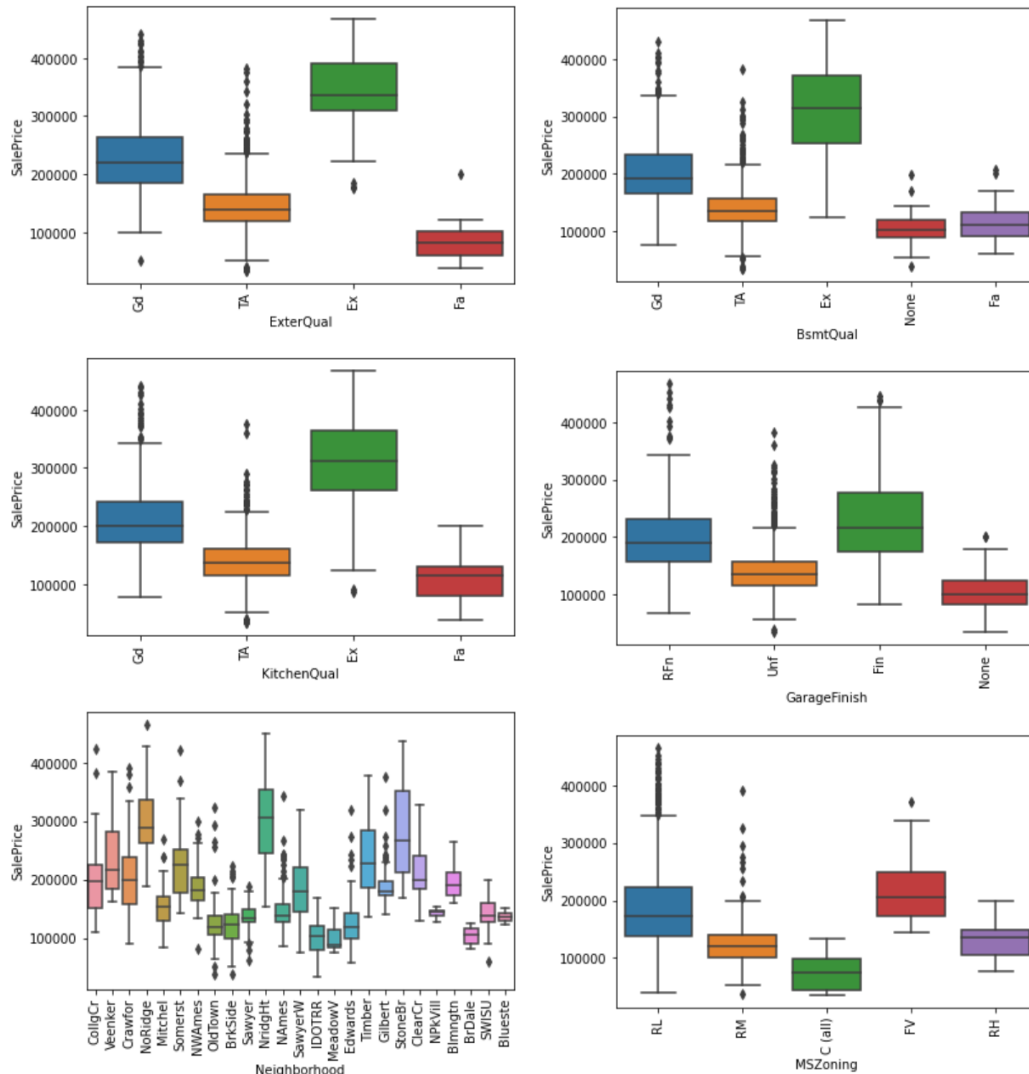 SalePrice
400000
300000
200000
100000
Gd
TA
Ex
Fa
ExterQual
SalePrice
400000
300000
200000
100000
Gd
TA
Ex
None
Fa
BsmtQual
SalePrice
400000
300000
200000
100000
Gd
TA
Ex
Fa
KitchenQual
SalePrice
400000
300000
200000
100000
RFn
Unf
Fin
None
GarageFinish
SalePrice
400000
300000
200000
100000
CollgCr
Veenker
Crawfor
NoRidge
Mitchel
Somerst
NWAmes
OldTown
BrkSide
Sawyer
NridgHt
NAmes
SawyerW
IDOTRR
MeadowV
Edwards
Timber
Gilbert
StoneBr
ClearCr
NPkVill
Blmngtn
BrDale
SWISU
Blueste
Neighborhood
SalePrice
400000
300000
200000
100000
RL
RM
C (all)
FV
RH
MSZoning